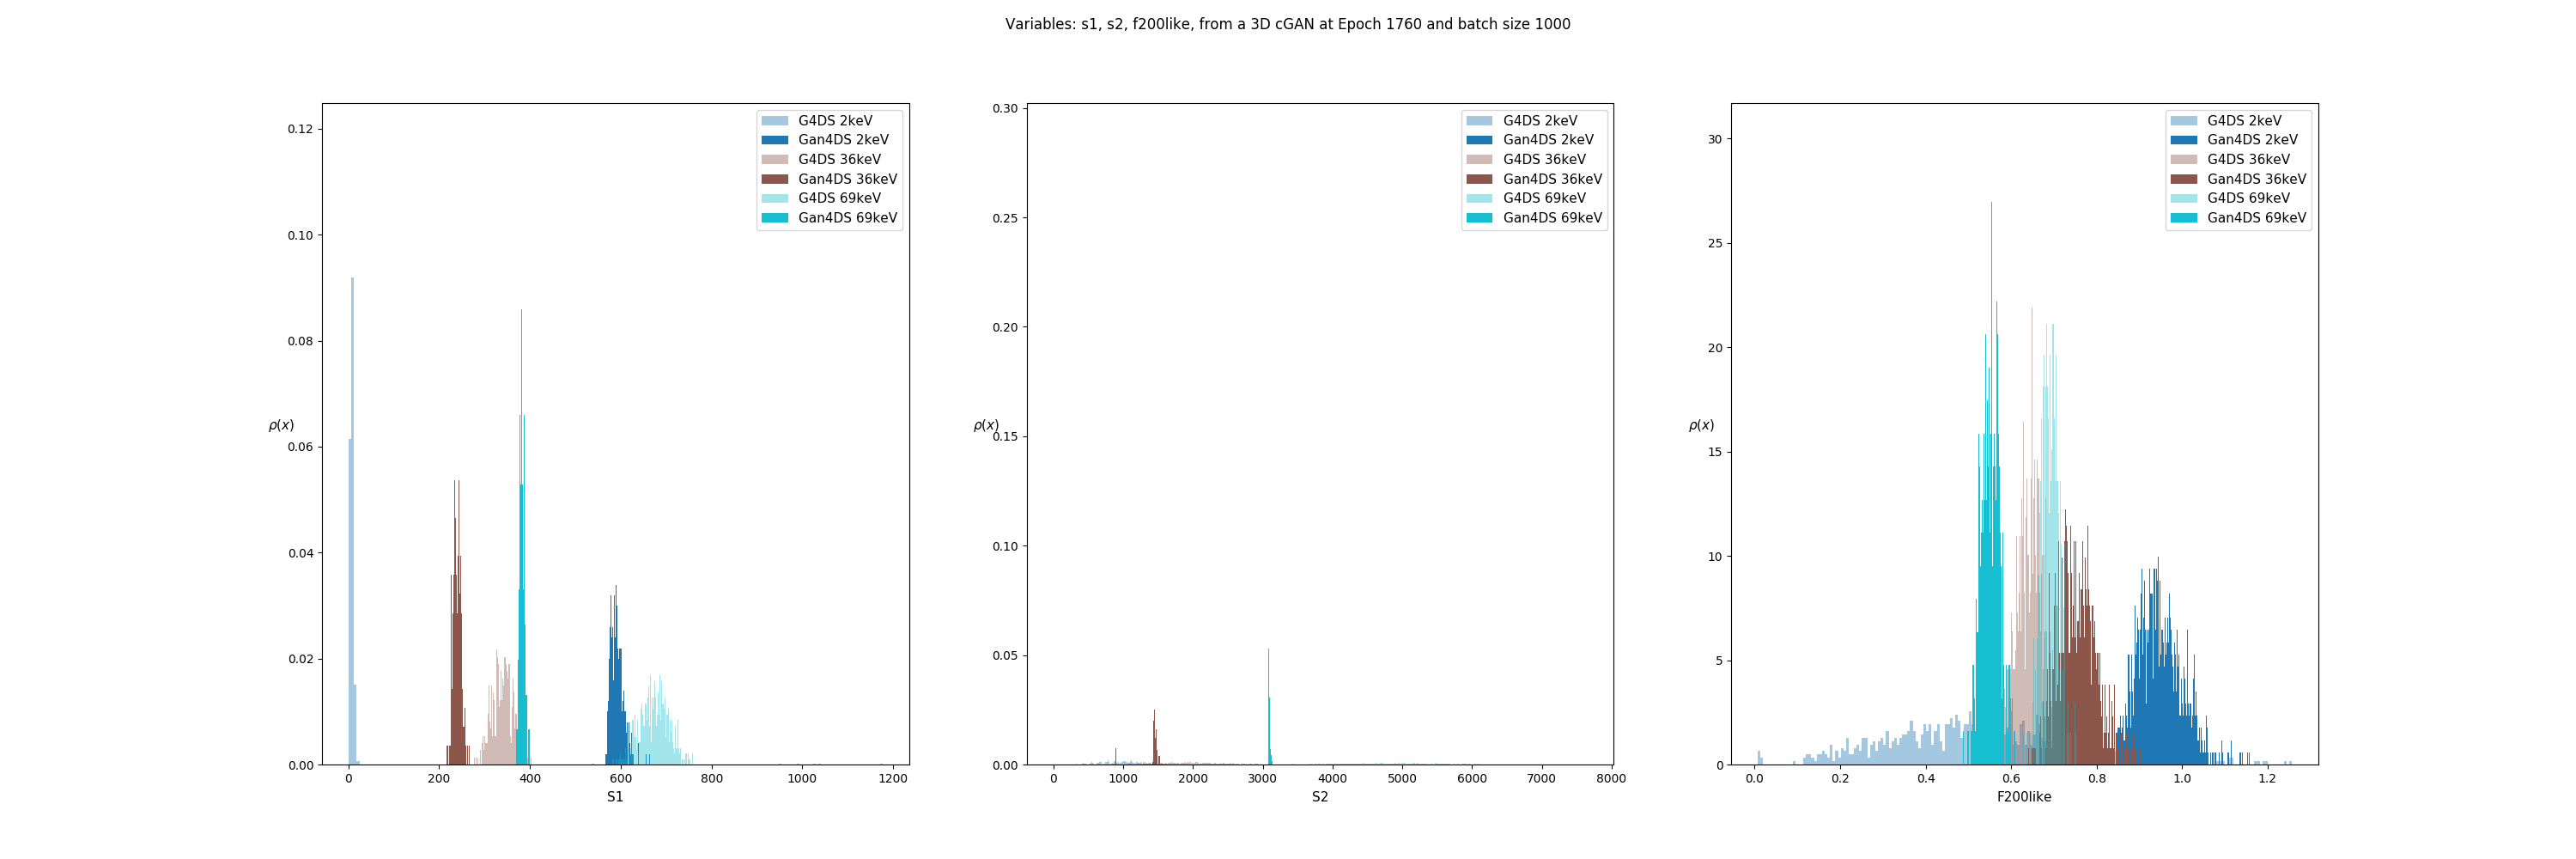 Variables: s1, s2, f200like, from a 3D cGAN at Epoch 1760 and batch size 1000
0.12
0.10
0.08
0.06
0.04
0.02
0.00
ρ(x)
0 200 400 600 800 1000 1200
S1
G4DS 2keV
Gan4DS 2keV
G4DS 36keV
Gan4DS 36keV
G4DS 69keV
Gan4DS 69keV
0.30
0.25
0.20
0.15
0.10
0.05
0.00
ρ(x)
0 1000 2000 3000 4000 5000 6000 7000 8000
S2
G4DS 2keV
Gan4DS 2keV
G4DS 36keV
Gan4DS 36keV
G4DS 69keV
Gan4DS 69keV
30
25
20
15
10
5
0
ρ(x)
0.0 0.2 0.4 0.6 0.8 1.0 1.2
F200like
G4DS 2keV
Gan4DS 2keV
G4DS 36keV
Gan4DS 36keV
G4DS 69keV
Gan4DS 69keV